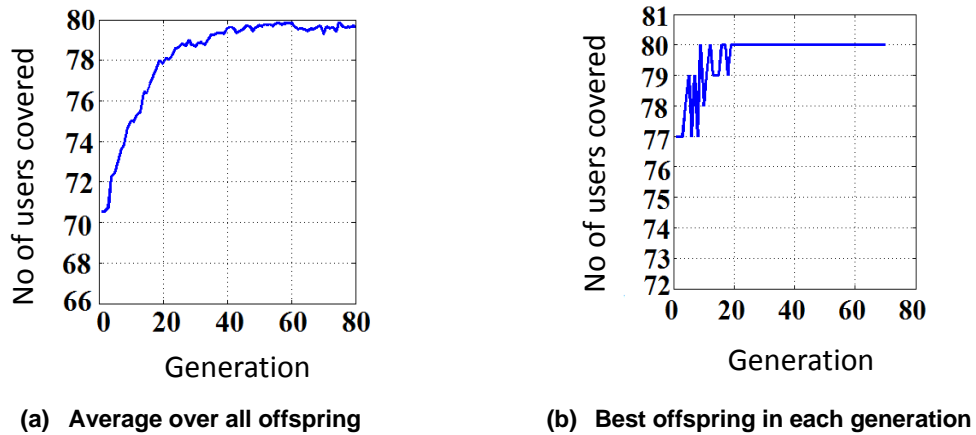 No of users covered
80
78
76
74
72
70
68
66
0 20 40 60 80
Generation
(a) Average over all offspring
No of users covered
81
80
79
78
77
76
75
74
73
72
0 20 40 60 80
Generation
(b) Best offspring in each generation